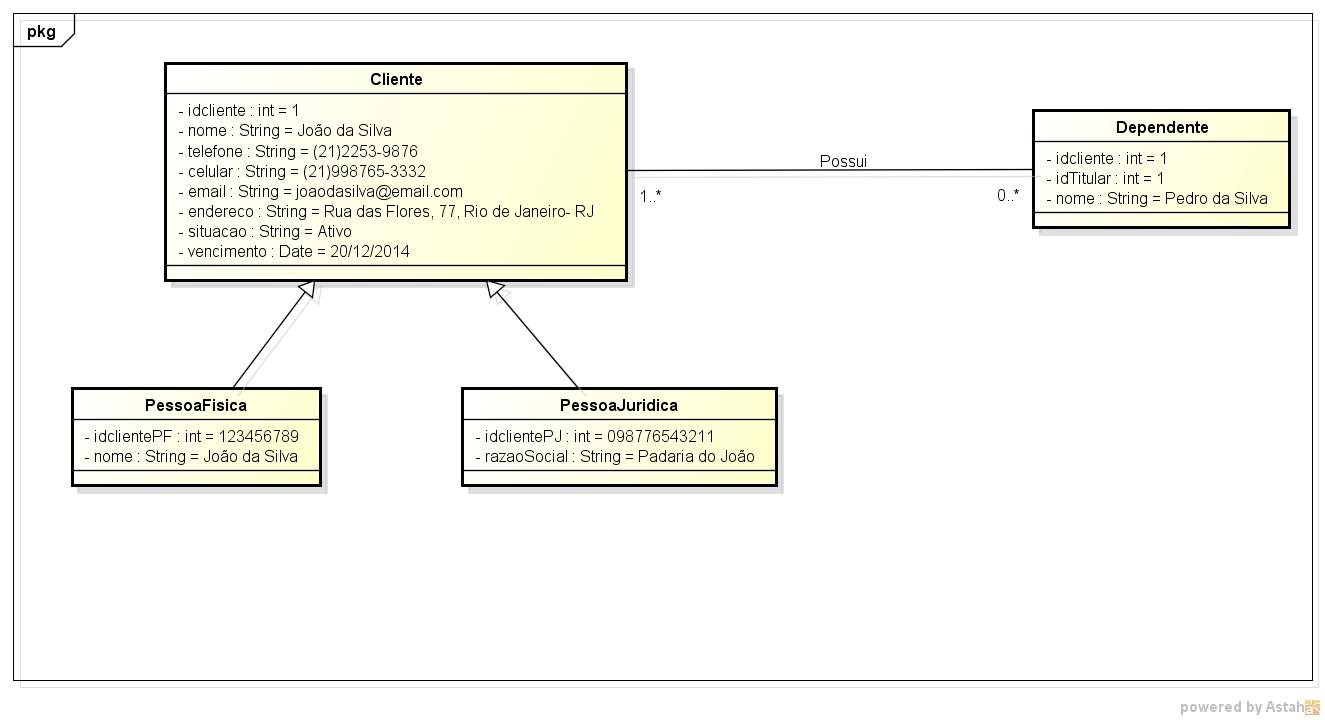 pkg
Cliente
- idcliente : int = 1
- nome : String = João da Silva
- telefone : String = (21)2253-9876
- celular : String = (21)998765-3332
- email : String = joaodasilva@email.com
- endereco : String = Rua das Flores, 77, Rio de Janeiro- RJ
- situacao : String = Ativo
- vencimento : Date = 20/12/2014
Possui
1..*
0..*
Dependente
- idcliente : int = 1
- idTitular : int = 1
- nome : String = Pedro da Silva
PessoaFisica
- idclientePF : int = 123456789
- nome : String = João da Silva
PessoaJuridica
- idclientePJ : int = 098776543211
- razaoSocial : String = Padaria do João
powered by Astah